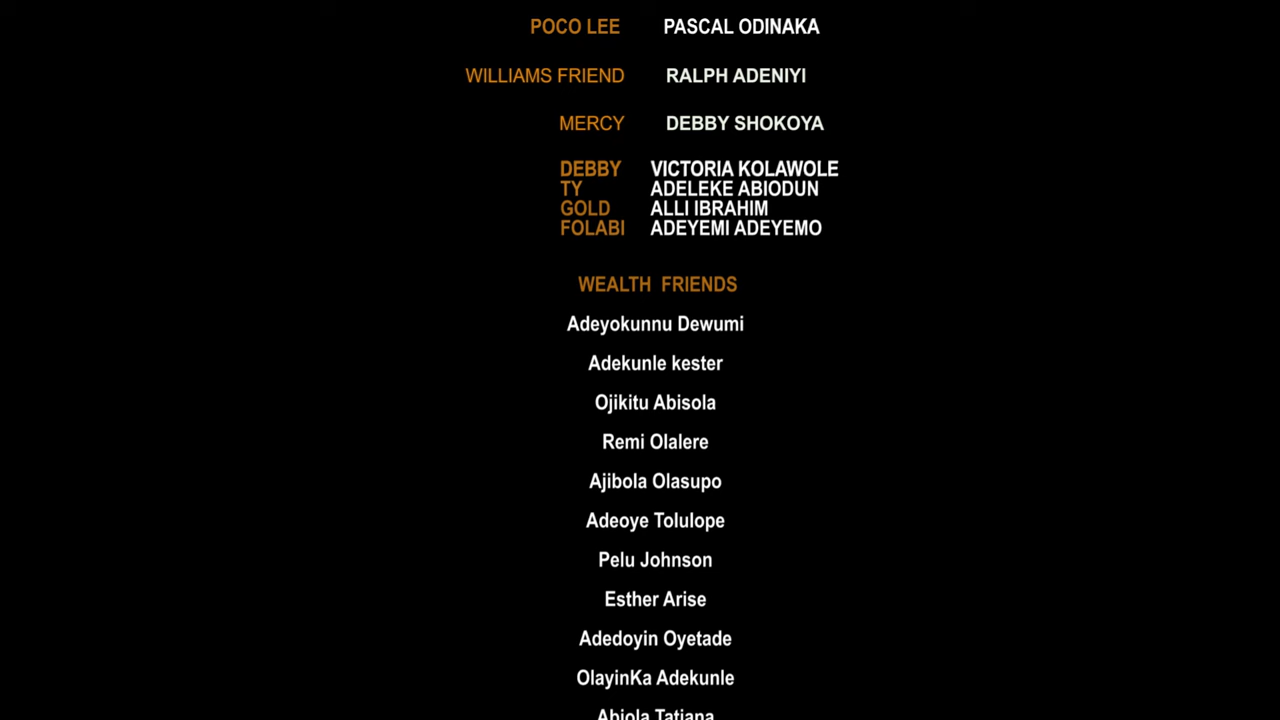 POCO LEE PASCAL ODINAKA
WILLIAMS FRIEND RALPH ADENIYI
MERCY DEBBY SHOKOYA
DEBBY VICTORIA KOLAWOLE
TY ADELEKE ABIODUN
GOLD ALLI IBRAHIM
FOLABI ADEYEMI ADEYEMO
WEALTH FRIENDS
Adeyokunnu Dewumi
Adekunle kester
Ojikitu Abisola
Remi Olalere
Ajibola Olasupo
Adeoye Tolulope
Pelu Johnson
Esther Arise
Adedoyin Oyetade
OlayinKa Adekunle
Abiola Tatiana